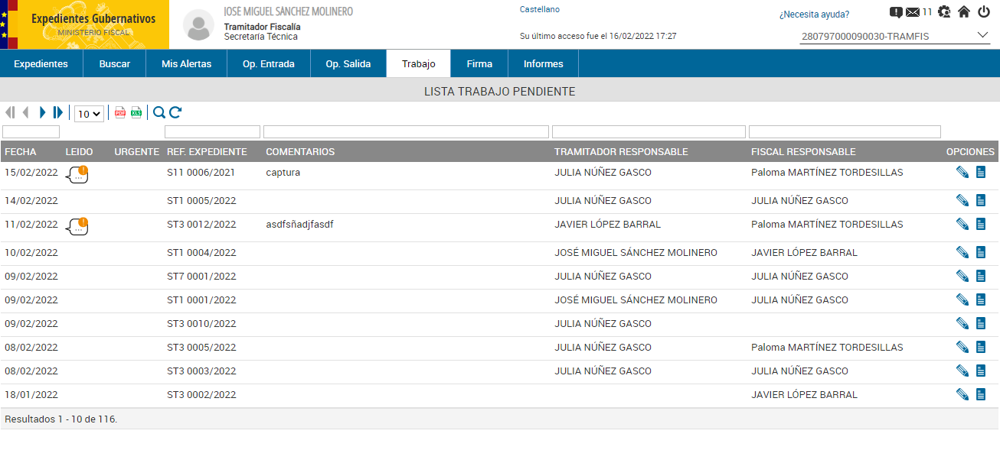 Expedientes Gubernativos
MINISTERIO FISCAL
JOSÉ MIGUEL SÁNCHEZ MOLINERO
Tramitador Fiscalía
Secretaría Técnica
Castellano
Su último acceso fue el 16/02/2022 17:27
¿Necesita ayuda?
11
280797000090030-TRAMFIS
Expedientes Buscar Mis Alertas Op. Entrada Op. Salida Trabajo Firma Informes
LISTA TRABAJO PENDIENTE
10 PDF XLS
FECHA LEIDO URGENTE REF. EXPEDIENTE COMENTARIOS TRAMITADOR RESPONSABLE FISCAL RESPONSABLE OPCIONES
15/02/2022 S11 0006/2021 captura JULIA NÚÑEZ GASCO Paloma MARTÍNEZ TORDESILLAS
14/02/2022 ST1 0005/2022 JULIA NÚÑEZ GASCO JULIA NÚÑEZ GASCO
11/02/2022 ST3 0012/2022 asdfsñadjfasdf JAVIER LÓPEZ BARRAL Paloma MARTÍNEZ TORDESILLAS
10/02/2022 ST1 0004/2022 JOSÉ MIGUEL SÁNCHEZ MOLINERO JAVIER LÓPEZ BARRAL
09/02/2022 ST7 0001/2022 JULIA NÚÑEZ GASCO JULIA NÚÑEZ GASCO
09/02/2022 ST1 0001/2022 JOSÉ MIGUEL SÁNCHEZ MOLINERO JULIA NÚÑEZ GASCO
09/02/2022 ST3 0010/2022 JULIA NÚÑEZ GASCO
08/02/2022 ST3 0005/2022 JULIA NÚÑEZ GASCO Paloma MARTÍNEZ TORDESILLAS
08/02/2022 ST3 0003/2022 JULIA NÚÑEZ GASCO JULIA NÚÑEZ GASCO
18/01/2022 ST3 0002/2022 JAVIER LÓPEZ BARRAL
Resultados 1 - 10 de 116.